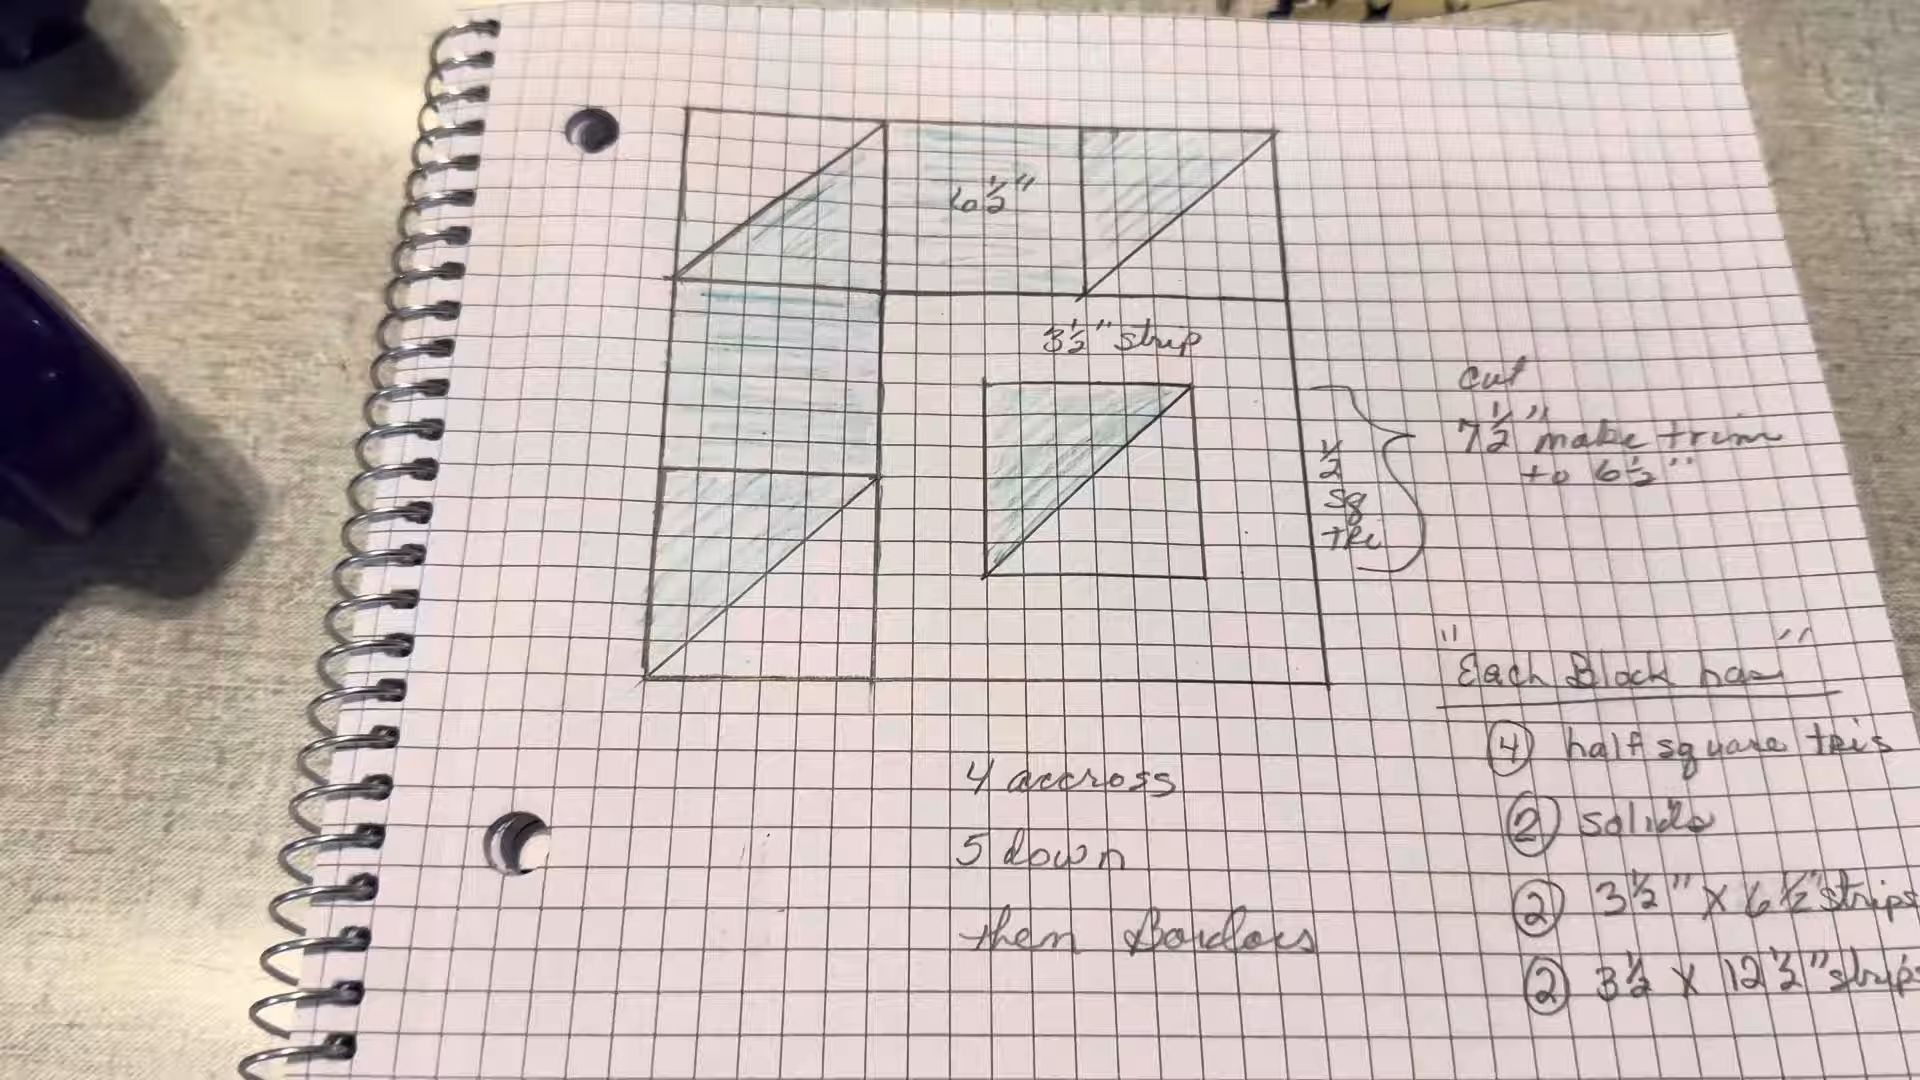 6 ½"
3½" strip
½
sq
tri
cut
7½" make trim
to 6½"
"Each Block has"
④ half square tris
② solids
② 3½" x 6½" strips
② 3½ x 12½" strips
4 accross
5 down
then Borders